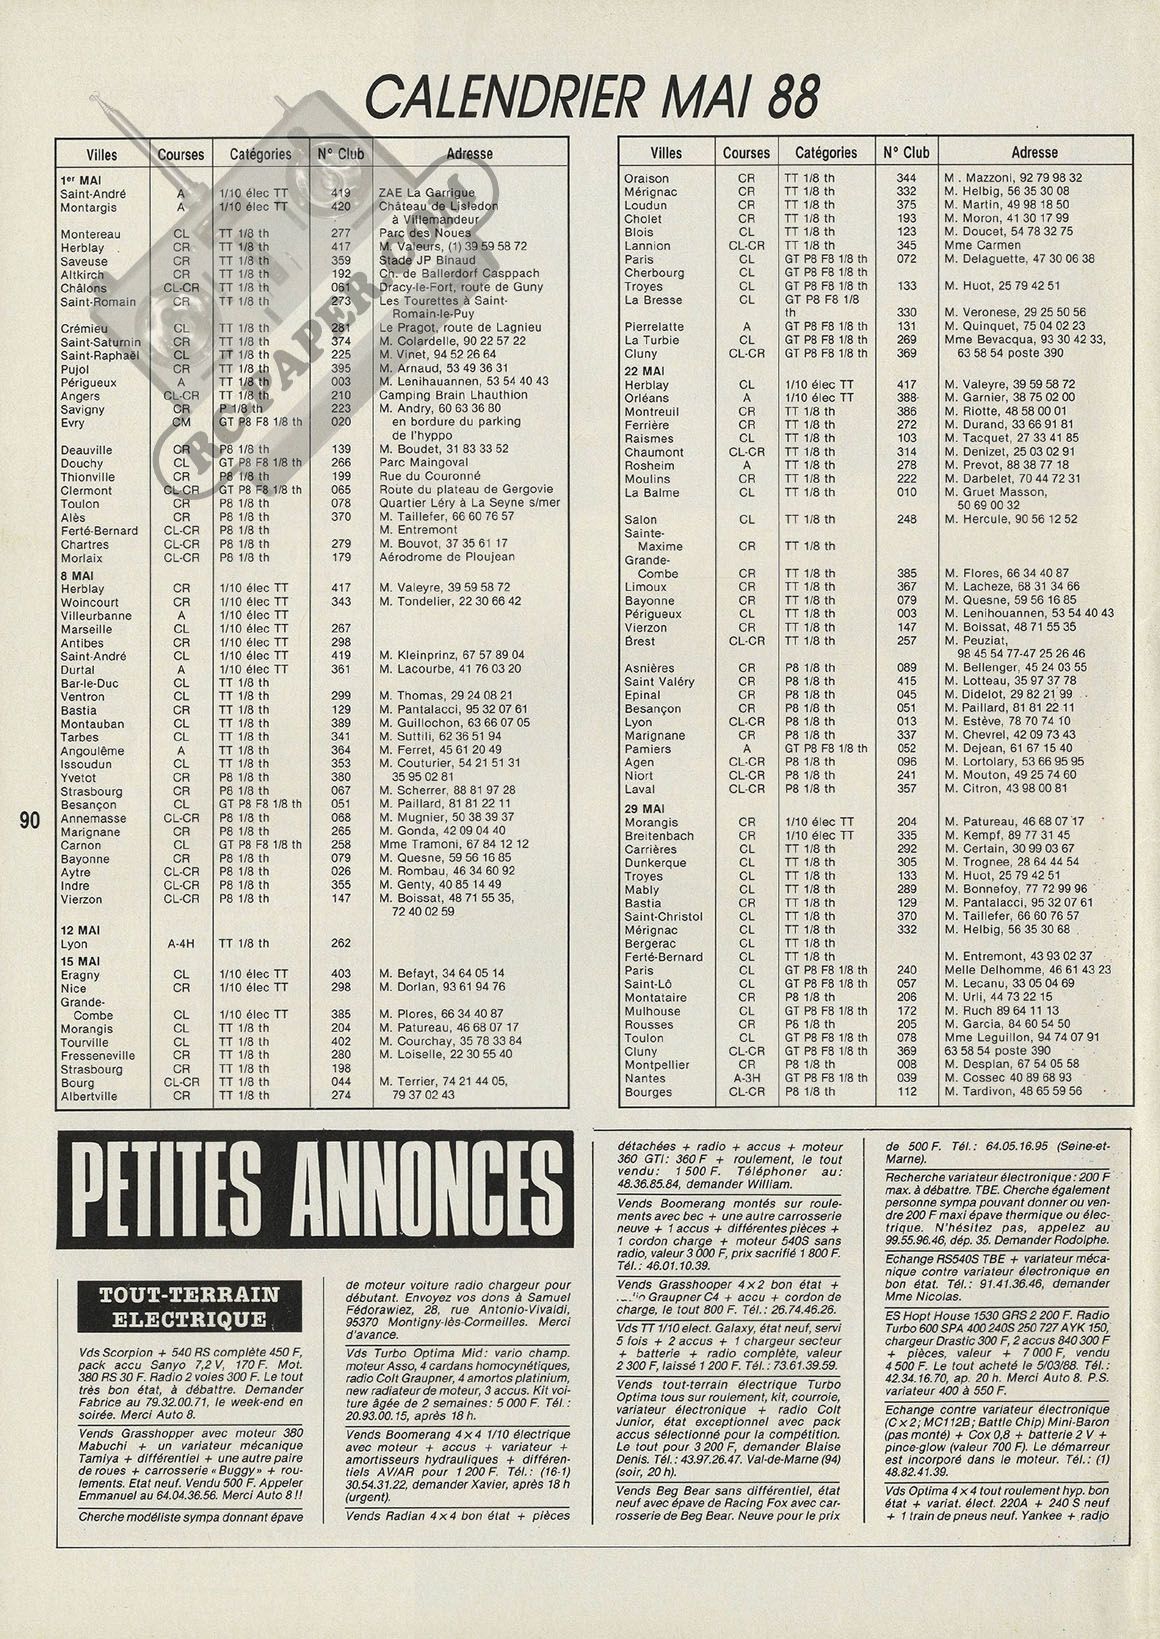 CALENDRIER MAI 88
Villes Courses Catégories N° Club Adresse
1er MAI
Saint-André A 1/10 élec TT 419 ZAE La Garrigue
Montargis A 1/10 élec TT 420 Château de Lisledon
à Villemandeur
Montereau CL TT 1/8 th 277 Parc des Noues
Herblay CR TT 1/8 th 417 M. Valeurs, (1) 39 59 58 72
Saveuse CR TT 1/8 th 359 Stade JP Binaud
Altkirch CR TT 1/8 th 192 Ch. de Ballerdorf Casppach
Châlons CL-CR TT 1/8 th 061 Dracy-le-Fort, route de Guny
Saint-Romain CR TT 1/8 th 273 Les Tourettes à Saint-
Romain-le-Puy
Crémieu CL TT 1/8 th 281 Le Pragot, route de Lagnieu
Saint-Saturnin CR TT 1/8 th 374 M. Colardelle, 90 22 57 22
Saint-Raphaël CL TT 1/8 th 225 M. Vinet, 94 52 26 64
Pujol CR TT 1/8 th 395 M. Arnaud, 53 49 36 31
Périgueux A TT 1/8 th 003 M. Lenihauannen, 53 54 40 43
Angers CL-CR TT 1/8 th 210 Camping Brain Lhauthion
Savigny CR P 1/8 th 223 M. Andry, 60 63 36 80
Evry CM GT P8 F8 1/8 th 020 en bordure du parking
de l'hyppo
Deauville CR P8 1/8 th 139 M. Boudet, 31 83 33 52
Douchy CL GT P8 F8 1/8 th 266 Parc Maingoval
Thionville CR P8 1/8 th 199 Rue du Couronné
Clermont CL-CR GT P8 F8 1/8 th 065 Route du plateau de Gergovie
Toulon CR P8 1/8 th 078 Quartier Léry à La Seyne s/mer
Alès CR P8 1/8 th 370 M. Taillefer, 66 60 76 57
Ferté-Bernard CL-CR P8 1/8 th M. Entremont
Chartres CL-CR P8 1/8 th 279 M. Bouvot, 37 35 61 17
Morlaix CL-CR P6 1/8 th 179 Aérodrome de Ploujean
8 MAI
Herblay CR 1/10 élec TT 417 M. Valeyre, 39 59 58 72
Woincourt CR 1/10 élec TT 343 M. Tondelier, 22 30 66 42
Villeurbanne A 1/10 élec TT
Marseille CL 1/10 élec TT 267
Antibes CR 1/10 élec TT 298
Saint-André CL 1/10 élec TT 419 M. Kleinprinz, 67 57 89 04
Durtal A 1/10 élec TT 361 M. Lacourbe, 41 76 03 20
Bar-le-Duc CL TT 1/8 th
Ventron CL TT 1/8 th 299 M. Thomas, 29 24 08 21
Bastia CR TT 1/8 th 129 M. Pantalacci, 95 32 07 61
Montauban CL TT 1/8 th 389 M. Guillochon, 63 66 07 05
Tarbes CL TT 1/8 th 341 M. Suttili, 62 36 51 94
Angoulême A TT 1/8 th 364 M. Ferret, 45 61 20 49
Issoudun CL TT 1/8 th 353 M. Couturier, 54 21 51 31
Yvetot CR TT 1/8 th 380 35 95 02 81
Strasbourg CR P8 1/8 th 067 M. Scherrer, 88 81 97 28
Besançon CL GT P8 F8 1/8 th 051 M. Paillard, 81 81 22 11
Annemasse CL-CR P8 1/8 th 068 M. Mugnier, 50 38 39 37
Marignane CR P8 1/8 th 265 M. Gonda, 42 09 04 40
Carnon CL GT P8 F8 1/8 th 258 Mme Tramoni, 67 84 12 12
Bayonne CR P8 1/8 th 079 M. Quesne, 59 56 16 85
Aytre CL-CR P8 1/8 th 026 M. Rombau, 46 34 60 92
Indre CL-CR P8 1/8 th 355 M. Genty, 40 85 14 49
Vierzon CL-CR P8 1/8 th 147 M. Boissat, 48 71 55 35,
72 40 02 59
12 MAI
Lyon A-4H TT 1/8 th 262
15 MAI
Eragny CL 1/10 élec TT 403 M. Befayt, 34 64 05 14
Nice CR 1/10 élec TT 298 M. Dorlan, 93 61 94 76
Grande-
Combe CL 1/10 élec TT 385 M. Plores, 66 34 40 87
Morangis CL TT 1/8 th 204 M. Patureau, 46 68 07 17
Tourville CL TT 1/8 th 402 M. Courchay, 35 78 33 84
Fresseneville CR TT 1/8 th 280 M. Loiselle, 22 30 55 40
Strasbourg CR TT 1/8 th 198
Bourg CL-CR TT 1/8 th 044 M. Terrier, 74 21 44 05,
Albertville CR TT 1/8 th 274 79 37 02 43
Villes Courses Catégories N° Club Adresse
Oraison CR TT 1/8 th 344 M. Mazzoni, 92 79 98 32
Mérignac CR TT 1/8 th 332 M. Helbig, 56 35 30 08
Loudun CR TT 1/8 th 375 M. Martin, 49 98 18 50
Cholet CR TT 1/8 th 193 M. Moron, 41 30 17 99
Blois CL TT 1/8 th 123 M. Doucet, 54 78 32 75
Lannion CL-CR TT 1/8 th 345 Mme Carmen
Paris CL GT P8 F8 1/8 th 072 M. Delaguette, 47 30 06 38
Cherbourg CL GT P8 F8 1/8 th
Troyes CL GT P8 F8 1/8 th 133 M. Huot, 25 79 42 51
La Bresse CL GT P8 F8 1/8
th 330 M. Veronese, 29 25 50 56
Pierrelatte A GT P8 F8 1/8 th 131 M. Quinquet, 75 04 02 23
La Turbie CL GT P8 F8 1/8 th 269 Mme Bevacqua, 93 30 42 33,
Cluny CL-CR GT P8 F8 1/8 th 369 63 58 54 poste 390
22 MAI
Herblay CL 1/10 élec TT 417 M. Valeyre, 39 59 58 72
Orléans A 1/10 élec TT 388 M. Garnier, 38 75 02 00
Montreuil CR TT 1/8 th 386 M. Riotte, 48 58 00 01
Ferrière CR TT 1/8 th 272 M. Durand, 33 66 91 81
Raismes CL TT 1/8 th 103 M. Tacquet, 27 33 41 85
Chaumont CL-CR TT 1/8 th 314 M. Denizet, 25 03 02 91
Rosheim A TT 1/8 th 278 M. Prevot, 88 38 77 18
Moulins CR TT 1/8 th 222 M. Darbelet, 70 44 72 31
La Balme CL TT 1/8 th 010 M. Gruet Masson,
50 69 00 32
Salon CL TT 1/8 th 248 M. Hercule, 90 56 12 52
Sainte-
Maxime CR TT 1/8 th
Grande-
Combe CR TT 1/8 th 385 M. Flores, 66 34 40 87
Limoux CR TT 1/8 th 367 M. Lacheze, 68 31 34 66
Bayonne CR TT 1/8 th 079 M. Quesne, 59 56 16 85
Périgueux CL TT 1/8 th 003 M. Lenihouannen, 53 54 40 43
Vierzon CR TT 1/8 th 147 M. Boissat, 48 71 55 35
Brest CL-CR TT 1/8 th 257 M. Peuziat,
98 45 54 77-47 25 26 46
Asnières CR P8 1/8 th 089 M. Bellenger, 45 24 03 55
Saint Valéry CR P8 1/8 th 415 M. Lotteau, 35 97 37 78
Epinal CR P8 1/8 th 045 M. Didelot, 29 82 21 99
Besançon CR P8 1/8 th 051 M. Paillard, 81 81 22 11
Lyon CL-CR P8 1/8 th 013 M. Estève, 78 70 74 10
Marignane CR P8 1/8 th 337 M. Chevrel, 42 09 73 43
Pamiers A GT P8 F8 1/8 th 052 M. Dejean, 61 67 15 40
Agen CL-CR P8 1/8 th 096 M. Lortolary, 53 66 95 95
Niort CL-CR P8 1/8 th 241 M. Mouton, 49 25 74 60
Laval CL-CR P8 1/8 th 357 M. Citron, 43 98 00 81
29 MAI
Morangis CR 1/10 élec TT 204 M. Patureau, 46 68 07 17
Breitenbach CR 1/10 élec TT 335 M. Kempf, 89 77 31 45
Carrières CL TT 1/8 th 292 M. Certain, 30 99 03 67
Dunkerque CL TT 1/8 th 305 M. Trognee, 28 64 44 54
Troyes CR TT 1/8 th 133 M. Huot, 25 79 42 51
Mably CL TT 1/8 th 289 M. Bonnefoy, 77 72 99 96
Bastia CR TT 1/8 th 129 M. Pantalacci, 95 32 07 61
Saint-Christol CL TT 1/8 th 370 M. Taillefer, 66 60 76 57
Mérignac CR TT 1/8 th 332 M. Helbig, 56 35 30 68
Bergerac CL TT 1/8 th
Ferté-Bernard CL TT 1/8 th M. Entremont, 43 93 02 37
Paris CL GT P8 F8 1/8 th 240 Melle Delhomme, 46 61 43 23
Saint-Lô CL GT P8 F8 1/8 th 057 M. Lecanu, 33 05 04 69
Montataire CR P8 1/8 th 206 M. Urli, 44 73 22 15
Mulhouse CL GT P8 F8 1/8 th 172 M. Ruch 89 64 11 13
Rousses CR P6 1/8 th 205 M. Garcia, 84 60 54 50
Toulon CL GT P8 F8 1/8 th 078 Mme Leguillon, 94 74 07 91
Cluny CL-CR GT P8 F8 1/8 th 369 63 58 54 poste 390
Montpellier CR P8 1/8 th 008 M. Desplan, 67 54 05 58
Nantes A-3H GT P8 F8 1/8 th 039 M. Cossec 40 89 68 93
Bourges CL-CR P8 1/8 th 112 M. Tardivon, 48 65 59 56
RC-PAPER.COM
90
PETITES ANNONCES
TOUT-TERRAIN
ELECTRIQUE
Vds Scorpion + 540 RS complète 450 F,
pack accu Sanyo 7,2 V, 170 F. Mot.
380 RS 30 F. Radio 2 voies 300 F. Le tout
très bon état, à débattre. Demander
Fabrice au 79.32.00.71, le week-end en
soirée. Merci Auto 8.
Vends Grasshopper avec moteur 380
Mabuchi + un variateur mécanique
Tamiya + différentiel + une autre paire
de roues + carrosserie « Buggy » + rou-
lements. Etat neuf. Vendu 500 F. Appeler
Emmanuel au 64.04.36.56. Merci Auto 8 !!
Cherche modéliste sympa donnant épave
de moteur voiture radio chargeur pour
débutant. Envoyez vos dons à Samuel
Fédorawiez, 28, rue Antonio-Vivaldi,
95370 Montigny-lès-Cormeilles. Merci
d'avance.
Vds Turbo Optima Mid : vario champ.
moteur Asso, 4 cardans homocynétiques,
radio Colt Graupner, 4 amortos platinium,
new radiateur de moteur, 3 accus. Kit voi-
ture âgée de 2 semaines : 5 000 F. Tél. :
20.93.00.15, après 18 h.
Vends Boomerang 4×4 1/10 électrique
avec moteur + accus + variateur +
amortisseurs hydrauliques + différen-
tiels AV/AR pour 1 200 F. Tél. : (16-1)
30.54.31.22, demander Xavier, après 18 h
(urgent).
Vends Radian 4×4 bon état + pièces
détachées + radio + accus + moteur
360 GTI : 360 F + roulement, le tout
vendu : 1 500 F. Téléphoner au :
48.36.85.84, demander William.
Vends Boomerang montés sur roule-
ments avec bec + une autre carrosserie
neuve + 1 accus + différentes pièces +
1 cordon charge + moteur 540S sans
radio, valeur 3 000 F, prix sacrifié 1 800 F.
Tél. : 46.01.10.39.
Vends Grasshooper 4×2 bon état +
Graupner C4 + accu + cordon de
charge, le tout 800 F. Tél. : 26.74.46.26.
Vds TT 1/10 elect. Galaxy, état neuf, servi
5 fois + 2 accus + 1 chargeur secteur
+ batterie + radio complète, valeur
2 300 F, laissé 1 200 F. Tél. : 73.61.39.59.
Vends tout-terrain électrique Turbo
Optima tous sur roulement, kit, courroie,
variateur électronique + radio Colt
Junior, état exceptionnel avec pack
accus sélectionné pour la compétition.
Le tout pour 3 200 F, demander Blaise
Denis. Tél. : 43.97.26.47. Val-de-Marne (94)
(soir, 20 h).
Vends Beg Bear sans différentiel, état
neuf avec épave de Racing Fox avec car-
rosserie de Beg Bear. Neuve pour le prix
de 500 F. Tél. : 64.05.16.95 (Seine-et-
Marne).
Recherche variateur électronique : 200 F
max. à débattre. TBE. Cherche également
personne sympa pouvant donner ou ven-
dre 200 F maxi épave thermique ou élec-
trique. N'hésitez pas, appelez au
99.55.96.46, dép. 35. Demander Rodolphe.
Echange RS540S TBE + variateur méca-
nique contre variateur électronique en
bon état. Tél. : 91.41.36.46, demander
Mme Nicolas.
ES Hopt House 1530 GRS 2 200 F. Radio
Turbo 600 SPA 400 240S 250 727 AYK 150,
chargeur Drastic 300 F, 2 accus 840 300 F
+ pièces, valeur + 7 000 F, vendu
4 500 F. Le tout acheté le 5/03/88. Tél. :
42.34.16.70, ap. 20 h. Merci Auto 8. P.S.
variateur 400 à 550 F.
Echange contre variateur électronique
(C×2 ; MC112B ; Battle Chip) Mini-Baron
(pas monté) + Cox 0,8 + batterie 2 V +
pince-glow (valeur 700 F). Le démarreur
est incorporé dans le moteur. Tél. : (1)
48.82.41.39.
Vds Optima 4×4 tout roulement hyp. bon
état + variat. élect. 220A + 240 S neuf
+ 1 train de pneus neuf. Yankee + radio